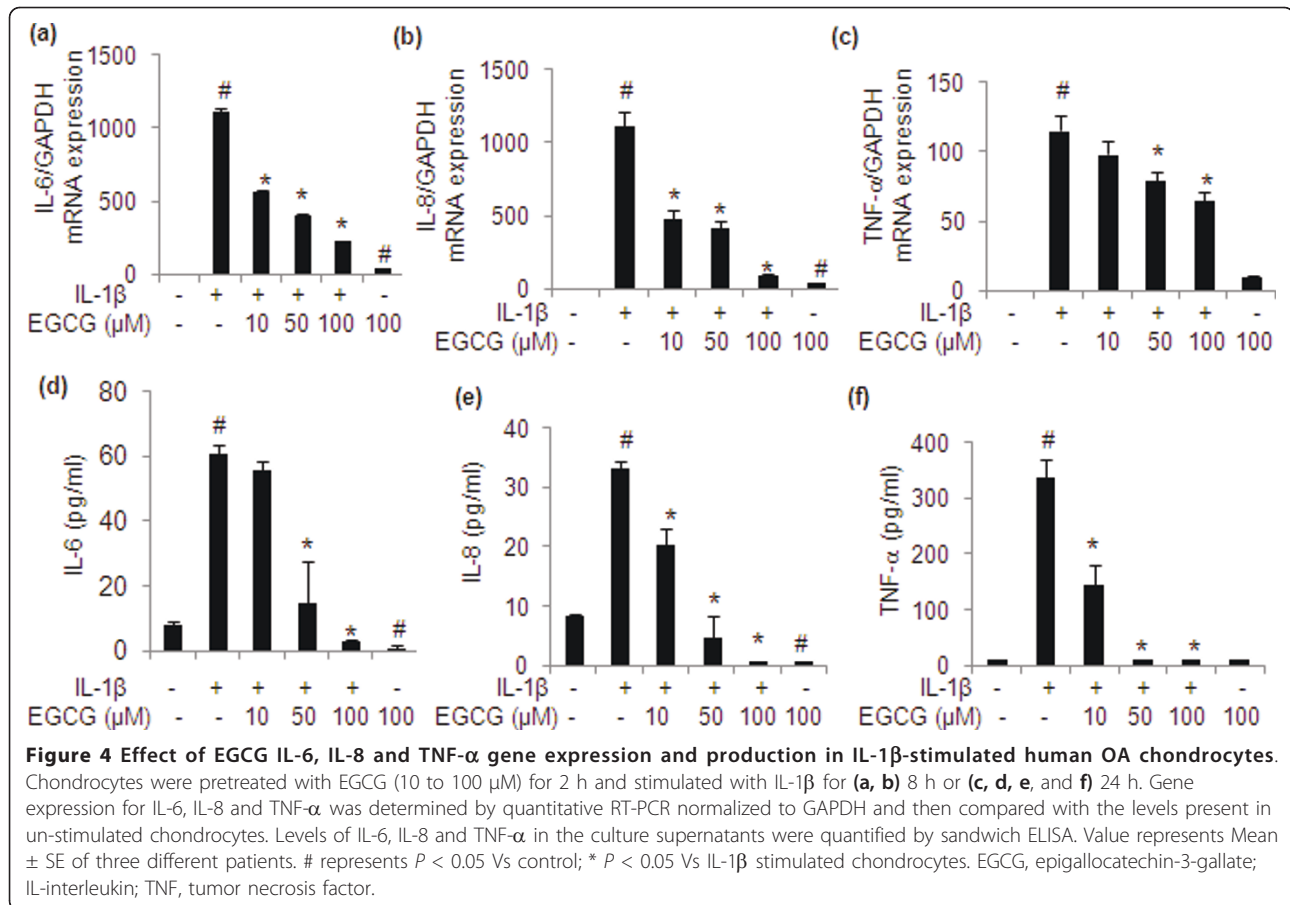 (a)
1500
1000
500
0
IL-6/GAPDH
mRNA expression
#
*
*
*
#
IL-1β - + + + + -
EGCG (µM) - - 10 50 100 100
(b)
1500
1000
500
0
IL-8/GAPDH
mRNA expression
#
*
*
*
#
IL-1β - + + + + -
EGCG (µM) - - 10 50 100 100
(c)
150
100
50
0
TNF-α/GAPDH
mRNA expression
#
*
*
IL-1β - + + + + -
EGCG (µM) - - 10 50 100 100
(d)
80
60
40
20
0
IL-6 (pg/ml)
#
*
*
#
IL-1β - + + + + -
EGCG (µM) - - 10 50 100 100
(e)
40
30
20
10
0
IL-8 (pg/ml)
#
*
*
*
#
IL-1β - + + + + -
EGCG (µM) - - 10 50 100 100
(f)
400
300
200
100
0
TNF-α (pg/ml)
#
*
*
*
IL-1β - + + + + -
EGCG (µM) - - 10 50 100 100
Figure 4 Effect of EGCG IL-6, IL-8 and TNF-α gene expression and production in IL-1β-stimulated human OA chondrocytes.
Chondrocytes were pretreated with EGCG (10 to 100 µM) for 2 h and stimulated with IL-1β for (a, b) 8 h or (c, d, e, and f) 24 h. Gene
expression for IL-6, IL-8 and TNF-α was determined by quantitative RT-PCR normalized to GAPDH and then compared with the levels present in
un-stimulated chondrocytes. Levels of IL-6, IL-8 and TNF-α in the culture supernatants were quantified by sandwich ELISA. Value represents Mean
± SE of three different patients. # represents P < 0.05 Vs control; * P < 0.05 Vs IL-1β stimulated chondrocytes. EGCG, epigallocatechin-3-gallate;
IL-interleukin; TNF, tumor necrosis factor.